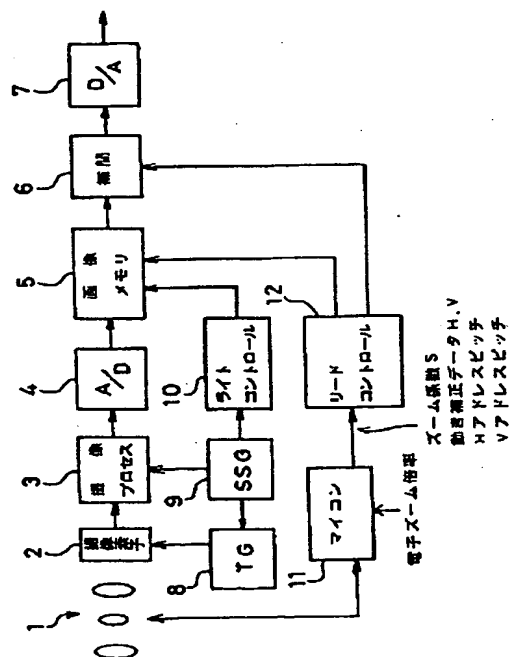 1
2
撮像素子
3
画像
プロセス
4
A/D
5
画像
メモリ
6
補間
7
D/A
8
TG
9
SSG
10
ライト
コントロール
11
マイコン
12
リード
コントロール
電子ズーム倍率
ズーム係数S
動き補正データH,V
Hアドレスピッチ
Vアドレスピッチ